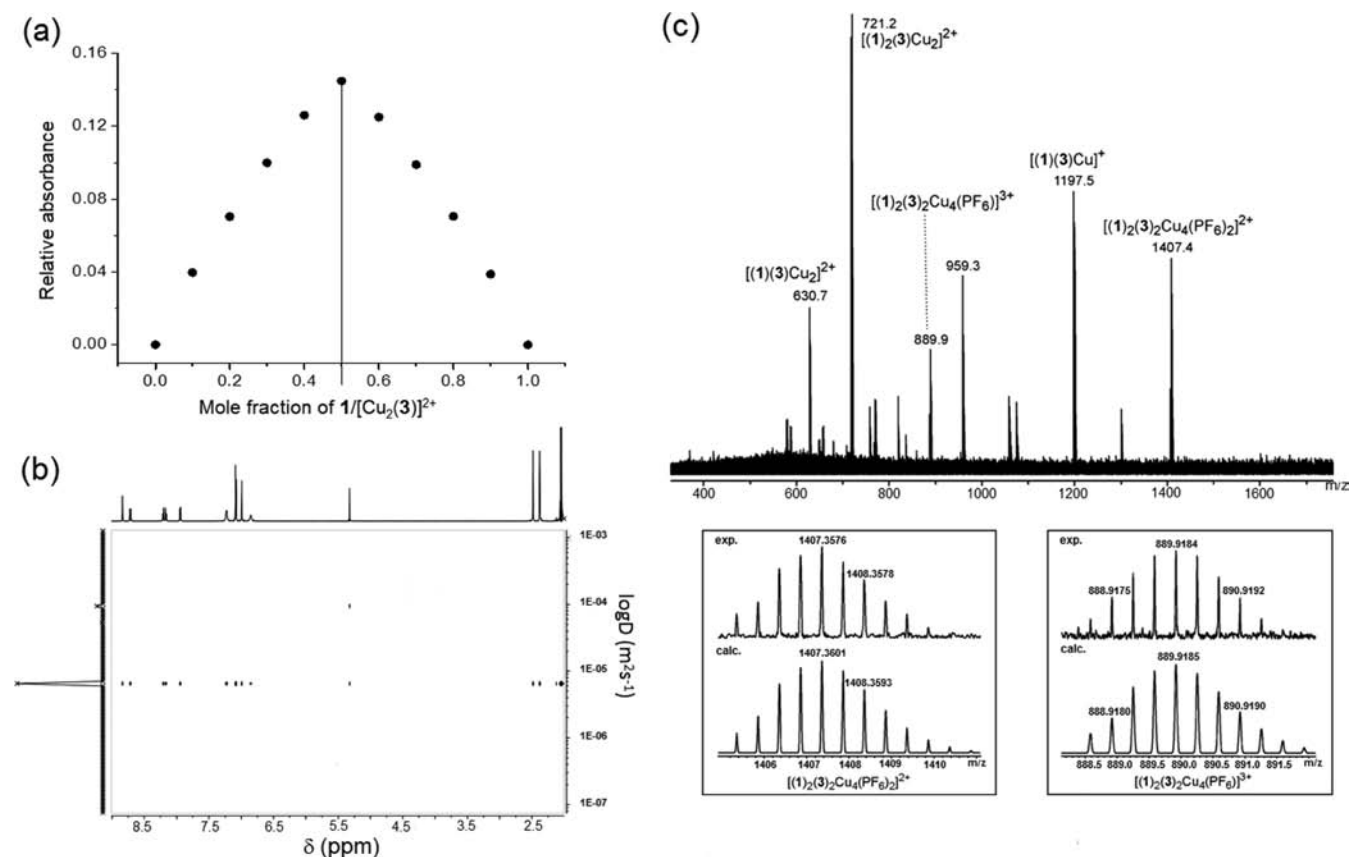 (a)
0.16
0.12
0.08
0.04
0.00
Relative absorbance
0.0 0.2 0.4 0.6 0.8 1.0
Mole fraction of 1/[Cu₂(3)]²⁺
(b)
1E-03
1E-04
1E-05
1E-06
1E-07
logD (m²s⁻¹)
8.5 7.5 6.5 5.5 4.5 3.5 2.5
δ (ppm)
(c)
721.2
[(1)₂(3)Cu₂]²⁺
[(1)(3)Cu]⁺
1197.5
[(1)₂(3)₂Cu₄(PF₆)]³⁺
[(1)₂(3)₂Cu₄(PF₆)₂]²⁺
1407.4
[(1)(3)Cu₂]²⁺
630.7
959.3
889.9
400 600 800 1000 1200 1400 1600 m/z
exp.
1407.3576
1408.3578
calc.
1407.3601
1408.3593
1406 1407 1408 1409 1410 m/z
[(1)₂(3)₂Cu₄(PF₆)₂]²⁺
exp.
889.9184
888.9175
890.9192
calc.
889.9185
888.9180
890.9190
888.5 889.0 889.5 890.0 890.5 891.0 891.5 m/z
[(1)₂(3)₂Cu₄(PF₆)]³⁺